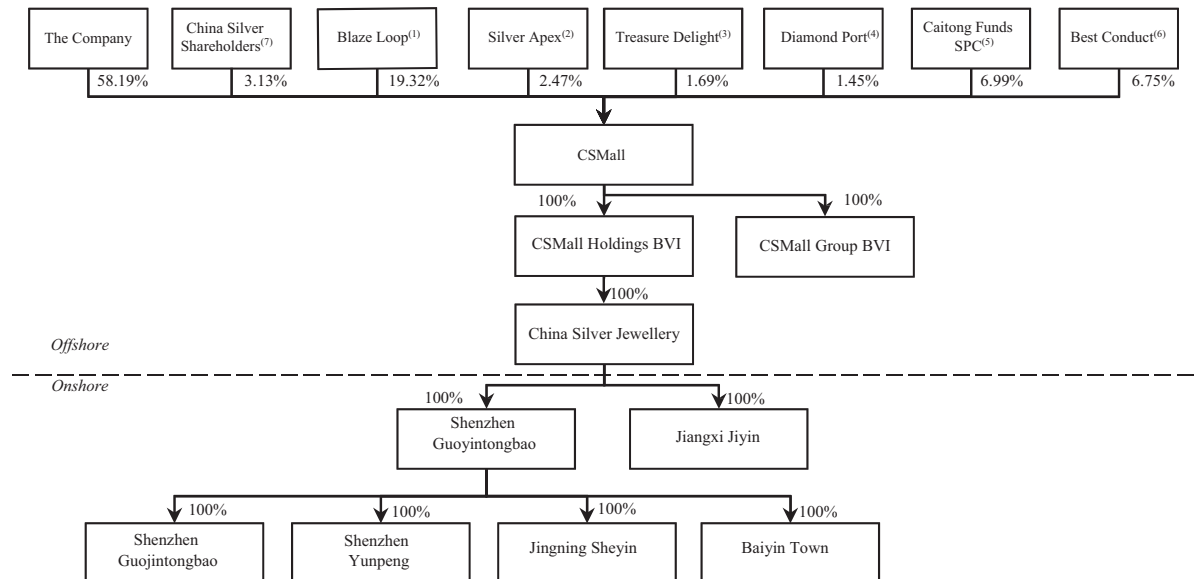 The Company
China Silver
Shareholders(7)
Blaze Loop(1)
Silver Apex(2)
Treasure Delight(3)
Diamond Port(4)
Caitong Funds
SPC(5)
Best Conduct(6)
58.19%
3.13%
19.32%
2.47%
1.69%
1.45%
6.99%
6.75%
CSMall
100%
100%
CSMall Holdings BVI
CSMall Group BVI
100%
China Silver Jewellery
Offshore
Onshore
100%
100%
Shenzhen
Guoyintongbao
Jiangxi Jiyin
100%
100%
100%
100%
Shenzhen
Guojintongbao
Shenzhen
Yunpeng
Jingning Sheyin
Baiyin Town